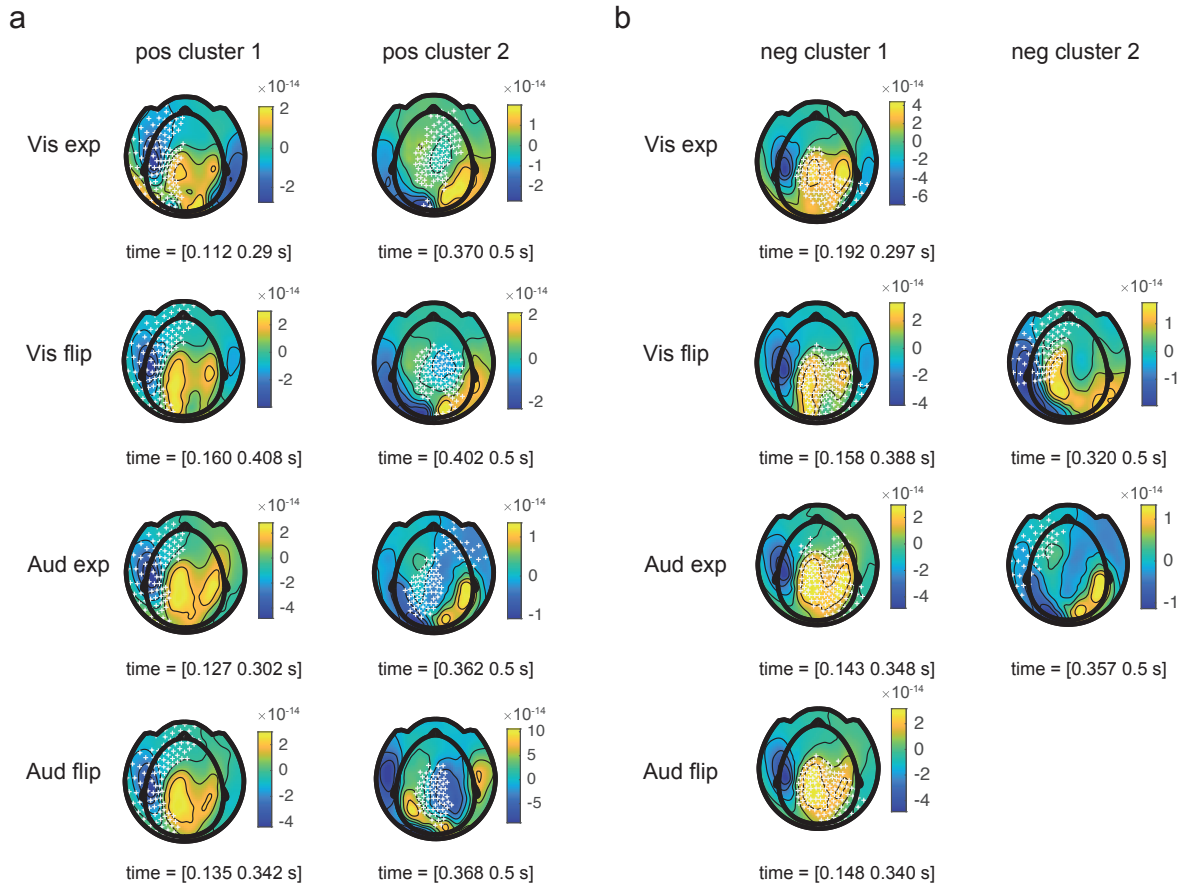 a
b
pos cluster 1
pos cluster 2
neg cluster 1
neg cluster 2
Vis exp
×10⁻¹⁴
2
0
-2
time = [0.112 0.29 s]
×10⁻¹⁴
1
0
-1
-2
time = [0.370 0.5 s]
Vis exp
×10⁻¹⁴
4
2
0
-2
-4
-6
time = [0.192 0.297 s]
Vis flip
×10⁻¹⁴
2
0
-2
time = [0.160 0.408 s]
×10⁻¹⁴
2
0
-2
time = [0.402 0.5 s]
Vis flip
×10⁻¹⁴
2
0
-2
-4
time = [0.158 0.388 s]
×10⁻¹⁴
1
0
-1
time = [0.320 0.5 s]
Aud exp
×10⁻¹⁴
2
0
-2
-4
time = [0.127 0.302 s]
×10⁻¹⁴
1
0
-1
time = [0.362 0.5 s]
Aud exp
×10⁻¹⁴
2
0
-2
-4
time = [0.143 0.348 s]
×10⁻¹⁴
1
0
-1
time = [0.357 0.5 s]
Aud flip
×10⁻¹⁴
2
0
-2
-4
time = [0.135 0.342 s]
×10⁻¹⁴
10
5
0
-5
time = [0.368 0.5 s]
Aud flip
×10⁻¹⁴
2
0
-2
-4
time = [0.148 0.340 s]